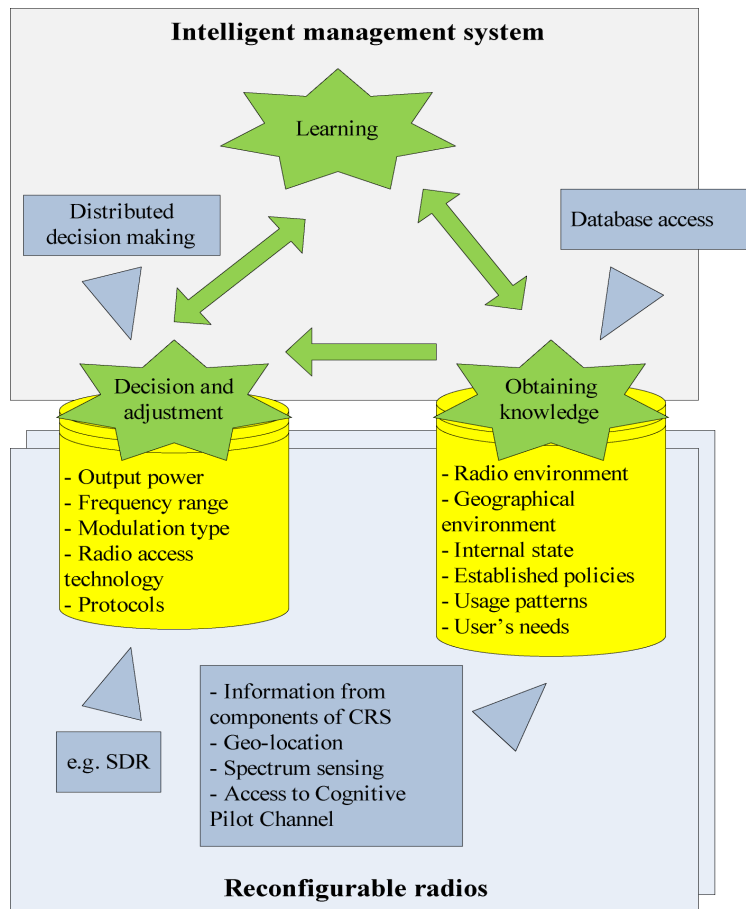 Intelligent management system
Learning
Distributed
decision making
Database access
Decision and
adjustment
Obtaining
knowledge
- Output power
- Frequency range
- Modulation type
- Radio access
technology
- Protocols
- Radio environment
- Geographical
environment
- Internal state
- Established policies
- Usage patterns
- User’s needs
e.g. SDR
- Information from
components of CRS
- Geo-location
- Spectrum sensing
- Access to Cognitive
Pilot Channel
Reconfigurable radios